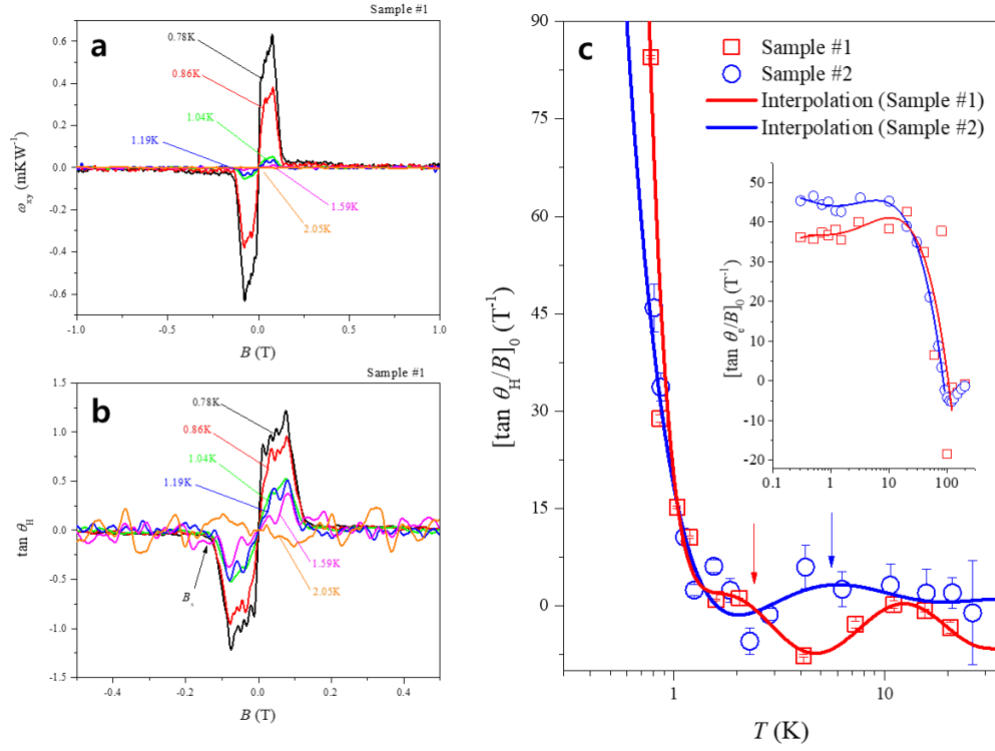 Sample #1
a
0.78K
0.86K
1.04K
1.19K
1.59K
2.05K
ω_xy (mKW⁻¹)
0.6
0.4
0.2
0.0
-0.2
-0.4
-0.6
-1.0 -0.5 0.0 0.5 1.0
B (T)
Sample #1
b
0.78K
0.86K
1.04K
1.19K
1.59K
2.05K
B_s
tan θ_H
1.5
1.0
0.5
0.0
-0.5
-1.0
-1.5
-0.4 -0.2 0.0 0.2 0.4
B (T)
c
Sample #1
Sample #2
Interpolation (Sample #1)
Interpolation (Sample #2)
[tan θ_H/B]₀ (T⁻¹)
90
75
60
45
30
15
0
1 10
T (K)
[tan θ_e/B]₀ (T⁻¹)
50
40
30
20
10
0
-10
-20
0.1 1 10 100